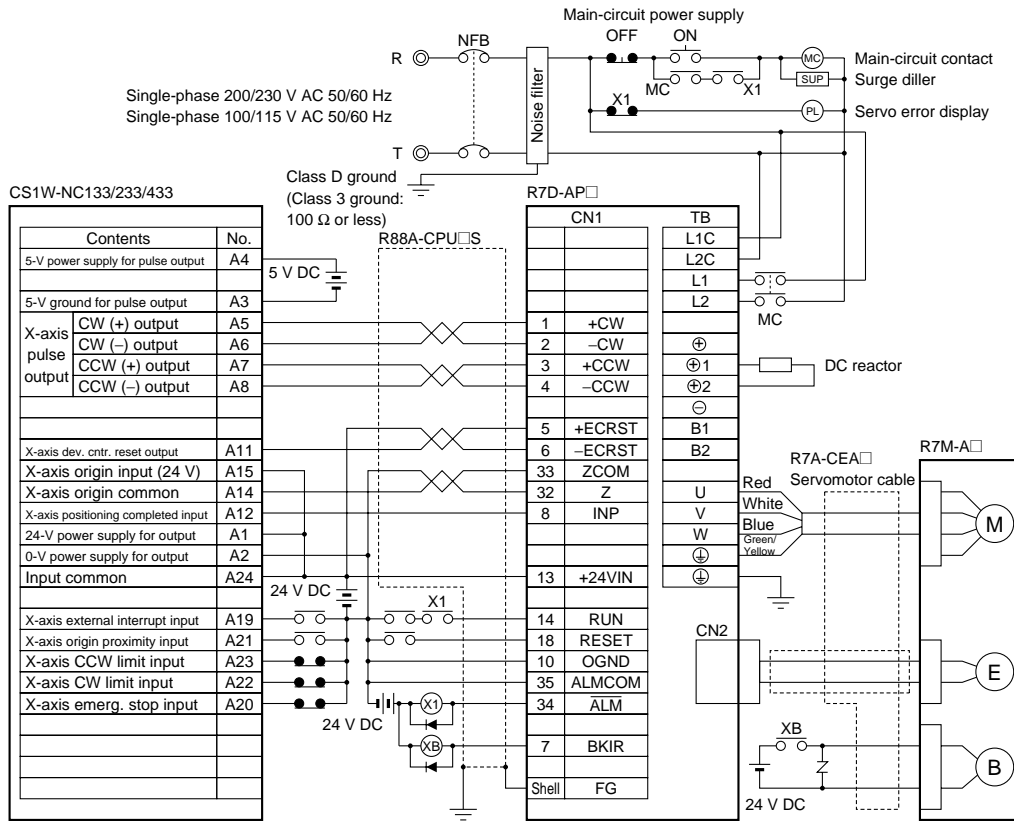 Main-circuit power supply
OFF ON
R NFB
MC Main-circuit contact
SUP Surge diller
MC X1
Single-phase 200/230 V AC 50/60 Hz
Single-phase 100/115 V AC 50/60 Hz
Noise filter
X1
PL Servo error display
T
Class D ground
(Class 3 ground:
100 Ω or less)
CS1W-NC133/233/433
R7D-AP□
R88A-CPU□S
CN1 TB
Contents No.
5-V power supply for pulse output A4
5 V DC
5-V ground for pulse output A3
X-axis pulse output
CW (+) output A5
CW (−) output A6
CCW (+) output A7
CCW (−) output A8
X-axis dev. cntr. reset output A11
X-axis origin input (24 V) A15
X-axis origin common A14
X-axis positioning completed input A12
24-V power supply for output A1
0-V power supply for output A2
Input common A24
24 V DC
X-axis external interrupt input A19
X-axis origin proximity input A21
X-axis CCW limit input A23
X-axis CW limit input A22
X-axis emerg. stop input A20
X1
24 V DC
X1
XB
1 +CW
2 −CW
3 +CCW
4 −CCW
5 +ECRST
6 −ECRST
33 ZCOM
32 Z
8 INP
13 +24VIN
14 RUN
18 RESET
10 OGND
35 ALMCOM
34 ALM
7 BKIR
Shell FG
L1C
L2C
L1
L2
MC
⊕
⊕1
⊕2
DC reactor
⊖
B1
B2
U
V
W
Red
White
Blue
Green/
Yellow
R7A-CEA□
Servomotor cable
R7M-A□
M
CN2
E
XB
24 V DC
B